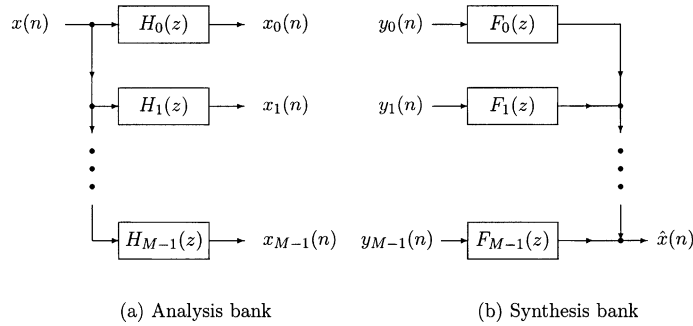 x(n) H_0(z) x_0(n) y_0(n) F_0(z)
H_1(z) x_1(n) y_1(n) F_1(z)
H_{M-1}(z) x_{M-1}(n) y_{M-1}(n) F_{M-1}(z) x̂(n)
(a) Analysis bank (b) Synthesis bank